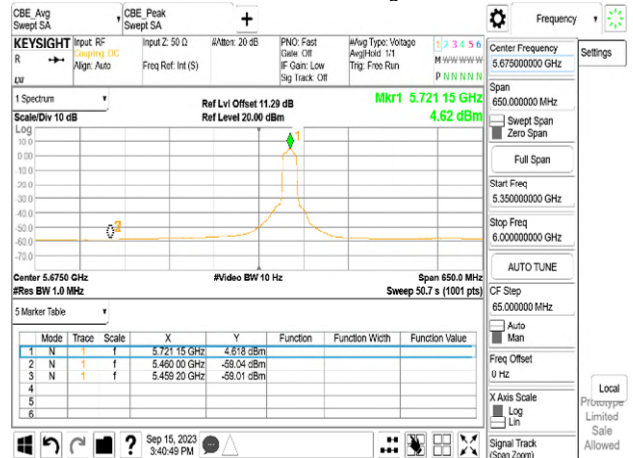 CBE_Avg
Swept SA
CBE_Peak
Swept SA
+
Frequency
KEYSIGHT
R
LXI
Input: RF
Coupling: DC
Align: Auto
Input Z: 50 Ω
Freq Ref: Int (S)
#Atten: 20 dB
PNO: Fast
Gate: Off
IF Gain: Low
Sig Track: Off
#Avg Type: Voltage
Avg|Hold: 1/1
Trig: Free Run
1 2 3 4 5 6
M W W W W W
P N N N N N
1 Spectrum
Scale/Div 10 dB
Ref Lvl Offset 11.29 dB
Ref Level 20.00 dBm
Mkr1 5.721 15 GHz
4.62 dBm
Log
10.0
0.00
-10.0
-20.0
-30.0
-40.0
-50.0
-60.0
-70.0
1
Center 5.6750 GHz
#Res BW 1.0 MHz
#Video BW 10 Hz
Span 650.0 MHz
Sweep 50.7 s (1001 pts)
5 Marker Table
Mode Trace Scale X Y Function Function Width Function Value
1 N 1 f 5.721 15 GHz 4.618 dBm
2 N 1 f 5.460 00 GHz -59.04 dBm
3 N 1 f 5.459 20 GHz -59.01 dBm
4
5
6
Sep 15, 2023
3:40:49 PM
Center Frequency
5.675000000 GHz
Span
650.000000 MHz
Swept Span
Zero Span
Full Span
Start Freq
5.350000000 GHz
Stop Freq
6.000000000 GHz
AUTO TUNE
CF Step
65.000000 MHz
Auto
Man
Freq Offset
0 Hz
X Axis Scale
Log
Lin
Signal Track
(Span Zoom)
Settings
Local
Prototype
Limited
Sale
Allowed